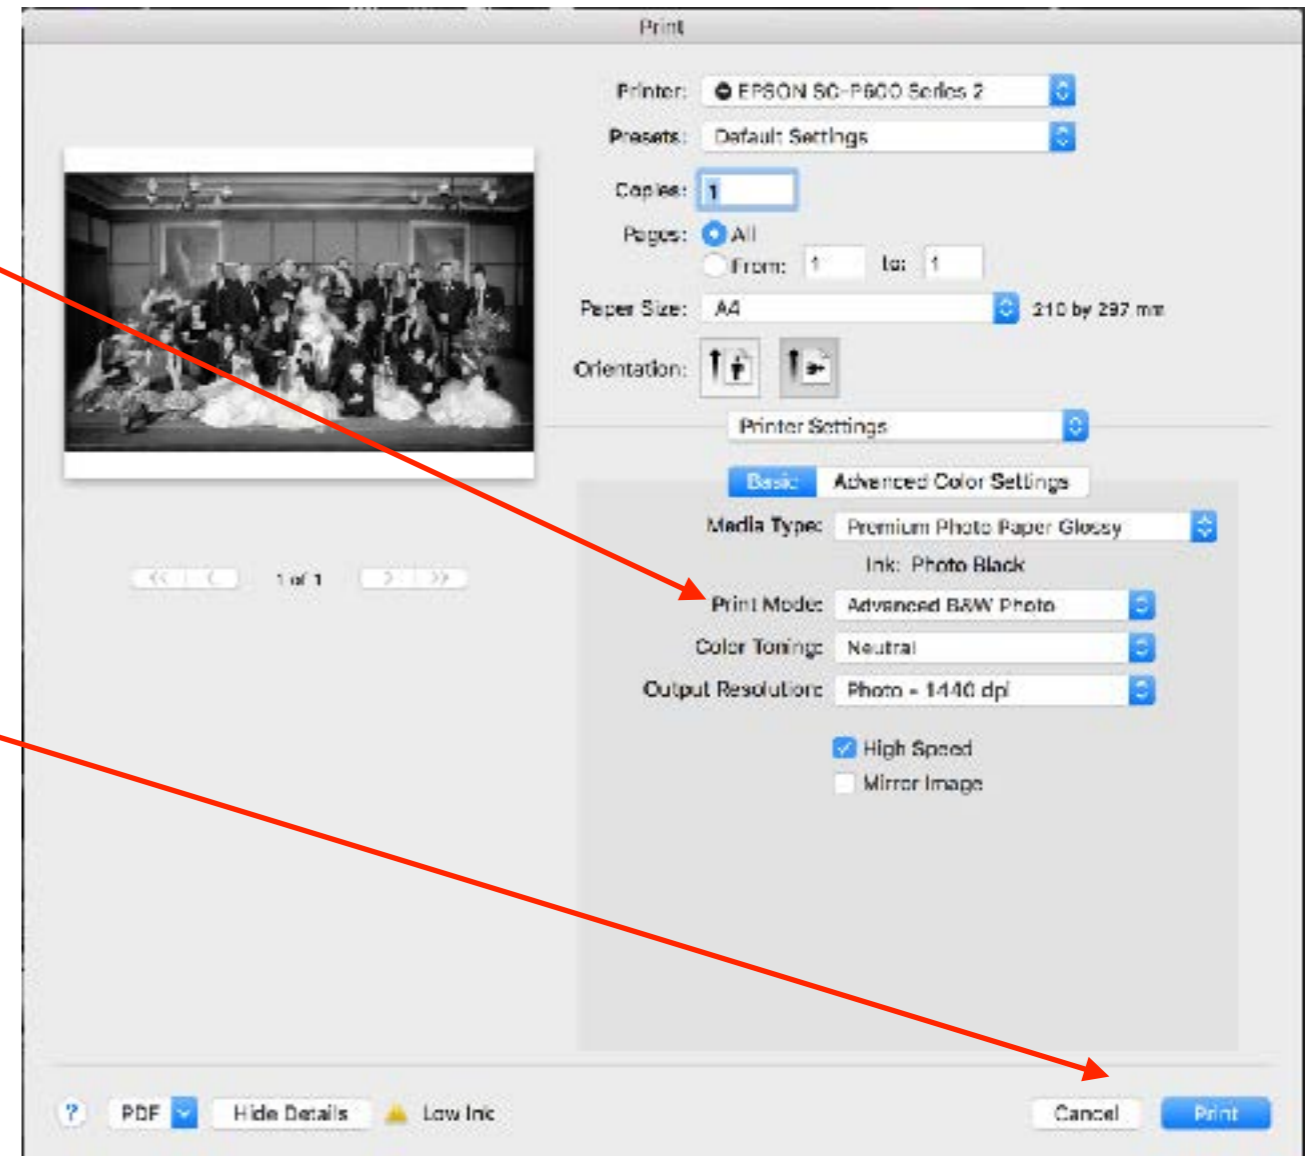 Print
Printer: EPSON SC-P600 Series 2
Presets: Default Settings
Copies: 1
Pages: All
From: 1 to: 1
Paper Size: A4 210 by 297 mm
Orientation:
Printer Settings
Basic Advanced Color Settings
Media Type: Premium Photo Paper Glossy
Ink: Photo Black
Print Mode: Advanced B&W Photo
Color Toning: Neutral
Output Resolution: Photo - 1440 dpi
High Speed
Mirror Image
<< < 1 of 1 > >>
? PDF Hide Details Low Ink Cancel Print